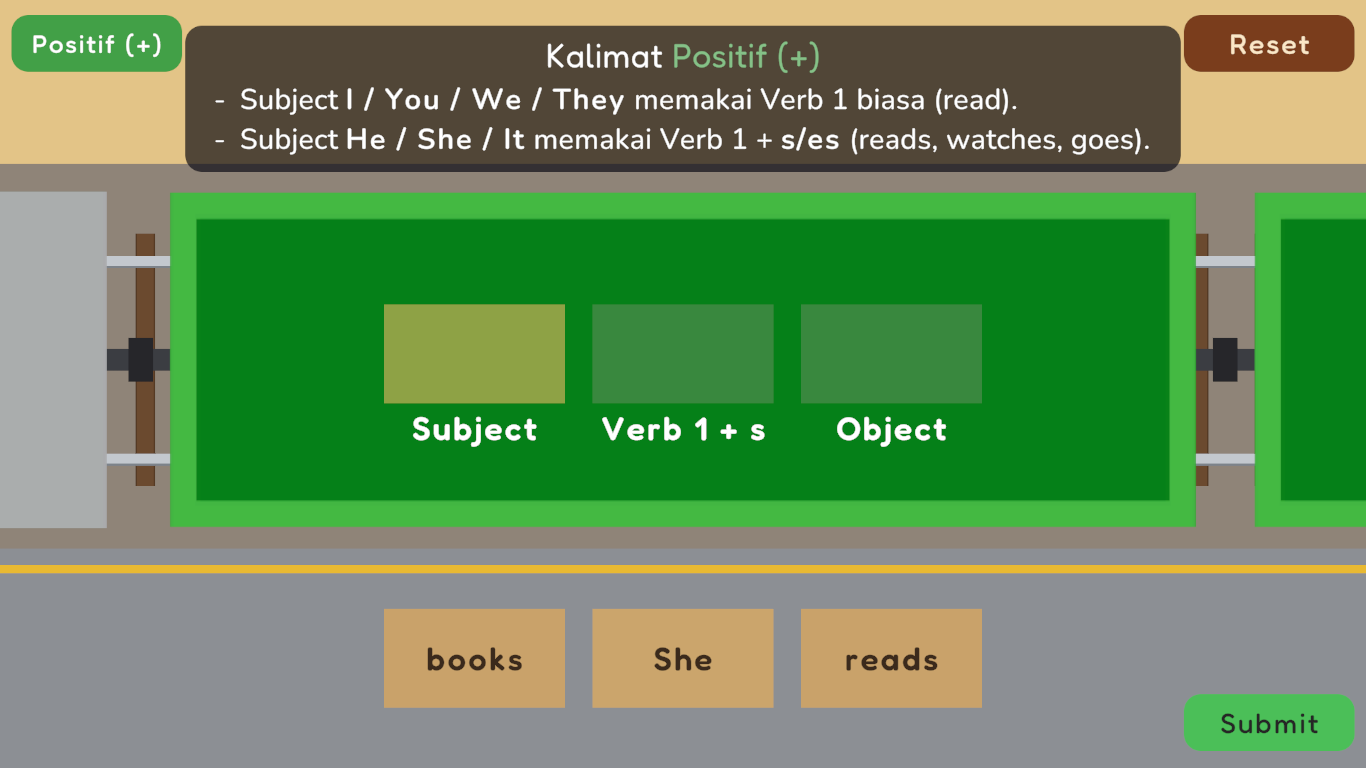 Positif (+)
Kalimat Positif (+)
Reset
- Subject I / You / We / They memakai Verb 1 biasa (read).
- Subject He / She / It memakai Verb 1 + s/es (reads, watches, goes).
Subject
Verb 1 + s
Object
books
She
reads
Submit